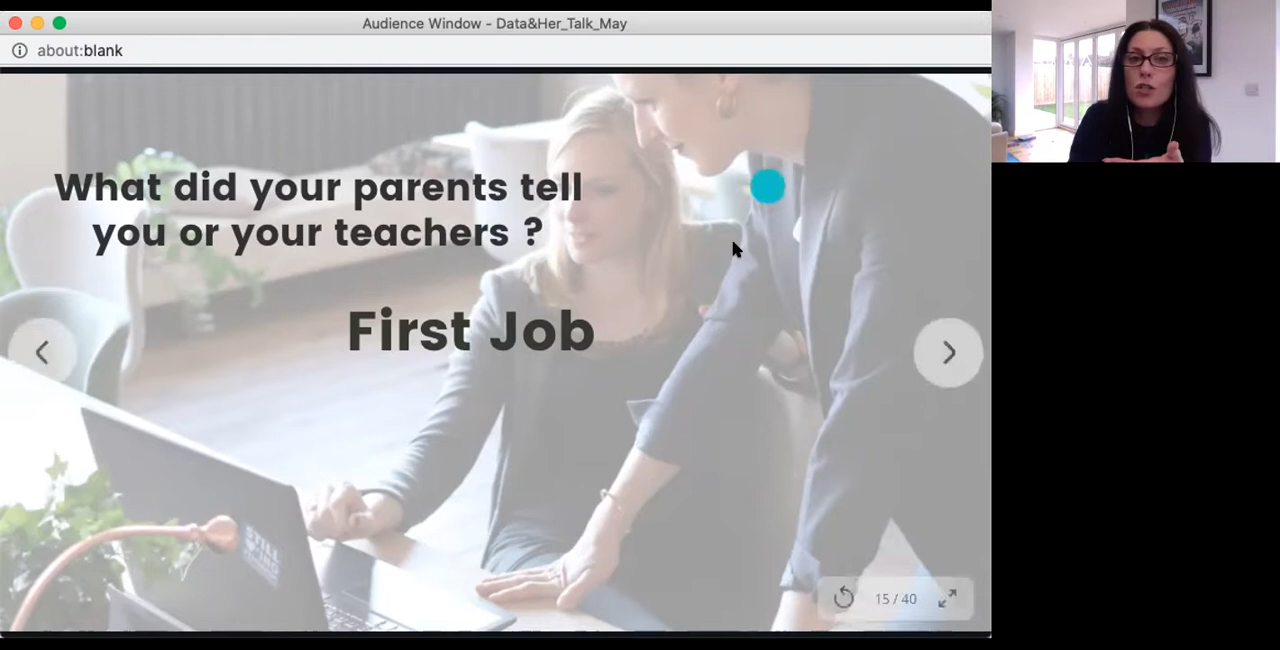 Audience Window - Data&Her_Talk_May
about:blank
What did your parents tell
you or your teachers ?
First Job
15 / 40